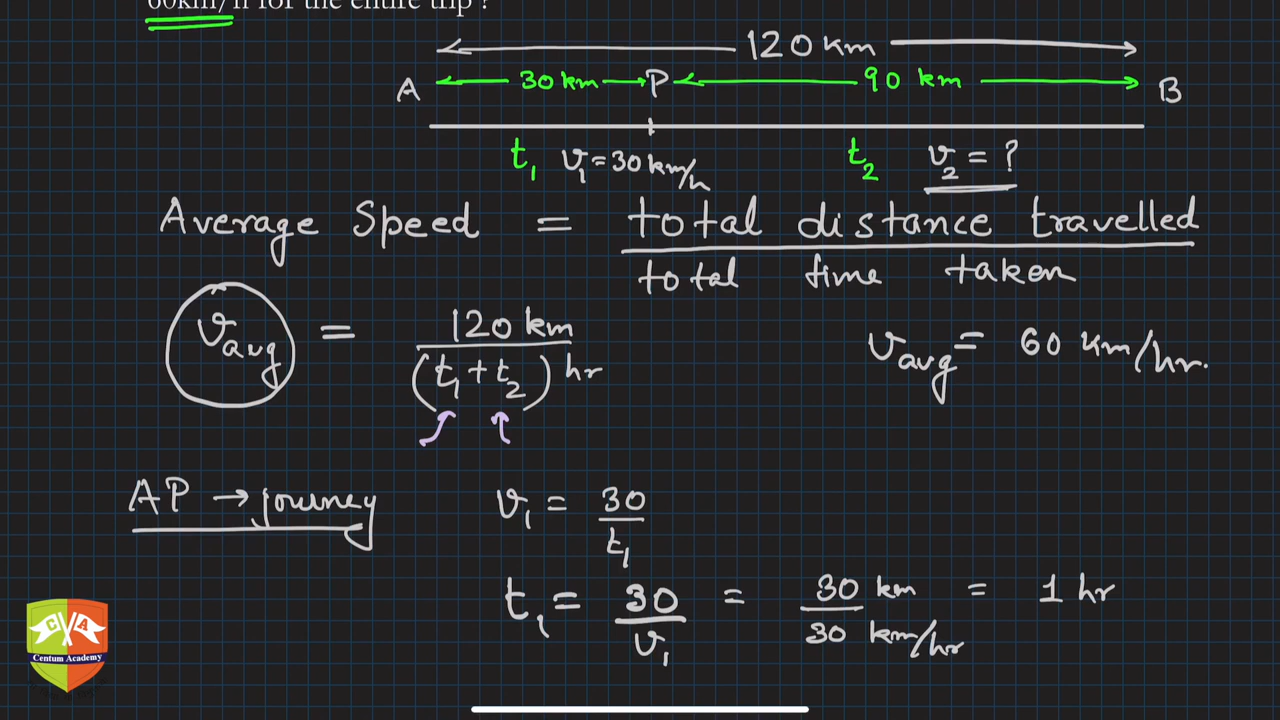 60km/h for the entire trip ?
120 km
A 30 km P 90 km B
t₁ v₁ = 30 km/h t₂ v₂ = ?
Average Speed = total distance travelled
total time taken
v_avg = 120 km
(t₁ + t₂) hr
v_avg = 60 km/hr.
AP → journey
v₁ = 30
t₁
t₁ = 30 = 30 km = 1 hr
v₁ 30 km/hr
C A
Centum Academy